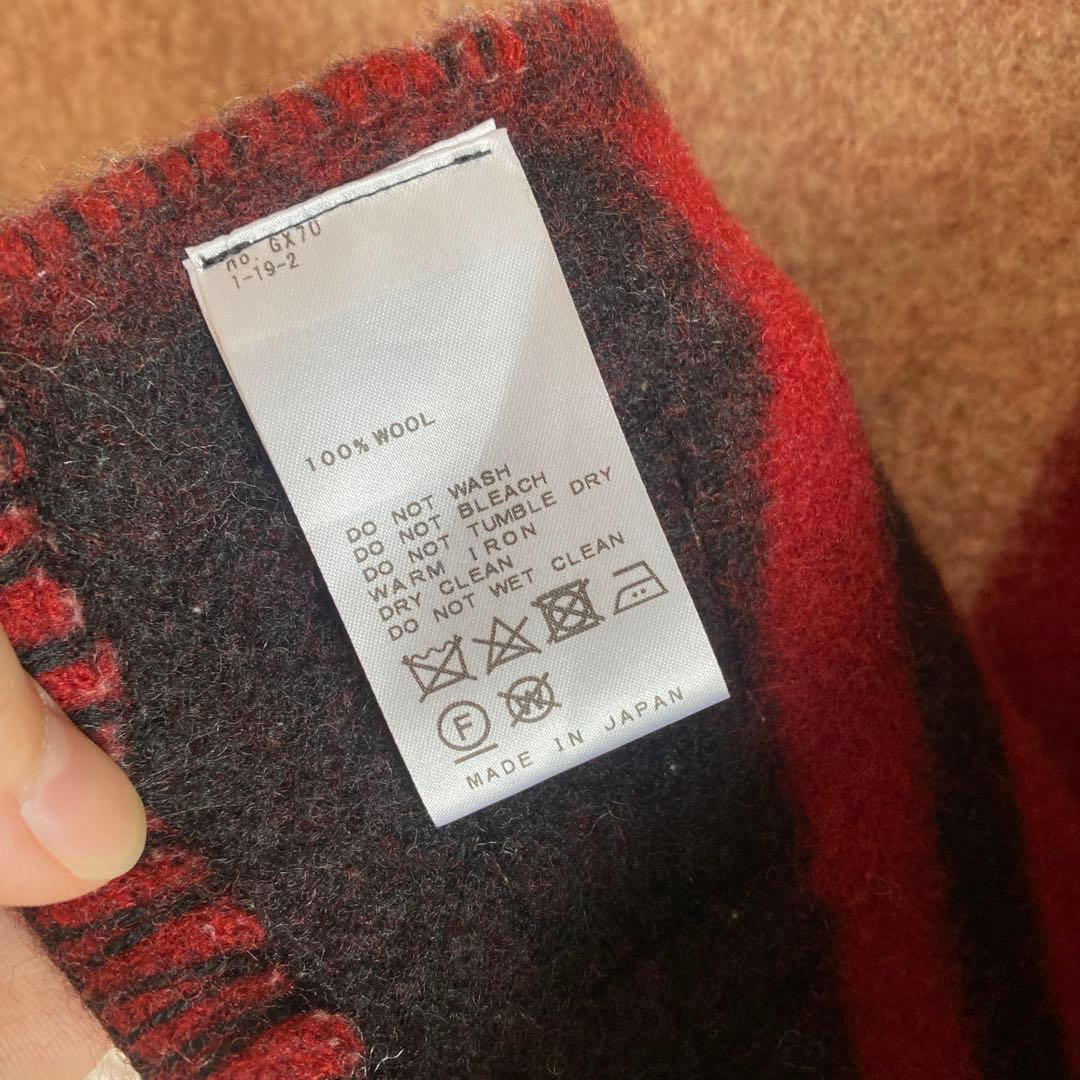 no. GX7U
1-19-2
100% WOOL
DO NOT WASH
DO NOT BLEACH
DO NOT TUMBLE DRY
WARM IRON
DRY CLEAN
DO NOT WET CLEAN
F W
MADE IN JAPAN